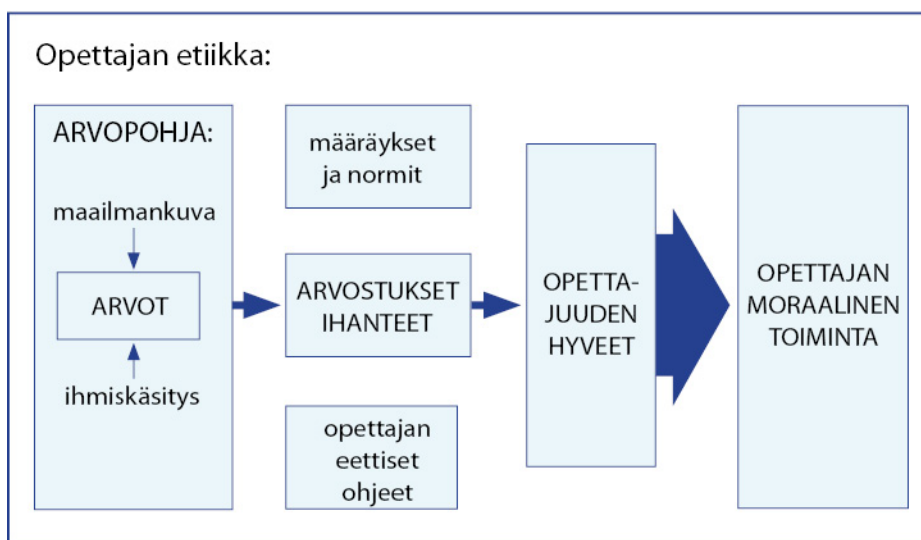 Opettajan etiikka:
ARVOPOHJA:
maailmankuva
ARVOT
ihmiskäsitys
määräykset
ja normit
ARVOSTUKSET
IHANTEET
opettajan
eettiset
ohjeet
OPETTA-
JUUDEN
HYVEET
OPETTAJAN
MORAALINEN
TOIMINTA